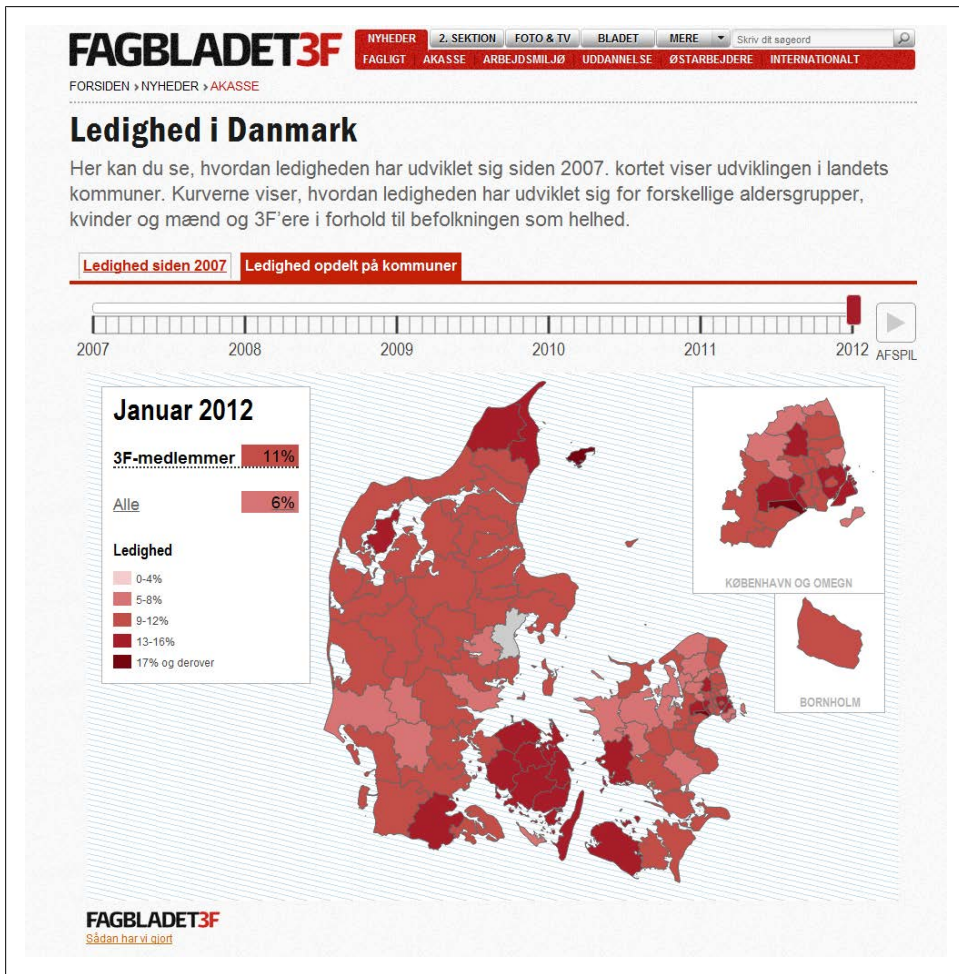 FAGBLADET3F
NYHEDER 2. SEKTION FOTO & TV BLADET MERE Skriv dit søgeord
FAGLIGT AKASSE ARBEJDSMILJØ UDDANNELSE ØSTARBEJDERE INTERNATIONALT
FORSIDEN › NYHEDER › AKASSE
Ledighed i Danmark
Her kan du se, hvordan ledigheden har udviklet sig siden 2007. kortet viser udviklingen i landets
kommuner. Kurverne viser, hvordan ledigheden har udviklet sig for forskellige aldersgrupper,
kvinder og mænd og 3F'ere i forhold til befolkningen som helhed.
Ledighed siden 2007 Ledighed opdelt på kommuner
2007 2008 2009 2010 2011 2012 AFSPIL
Januar 2012
3F-medlemmer 11%
Alle 6%
Ledighed
0-4%
5-8%
9-12%
13-16%
17% og derover
KØBENHAVN OG OMEGN
BORNHOLM
FAGBLADET3F
Sådan har vi gjort